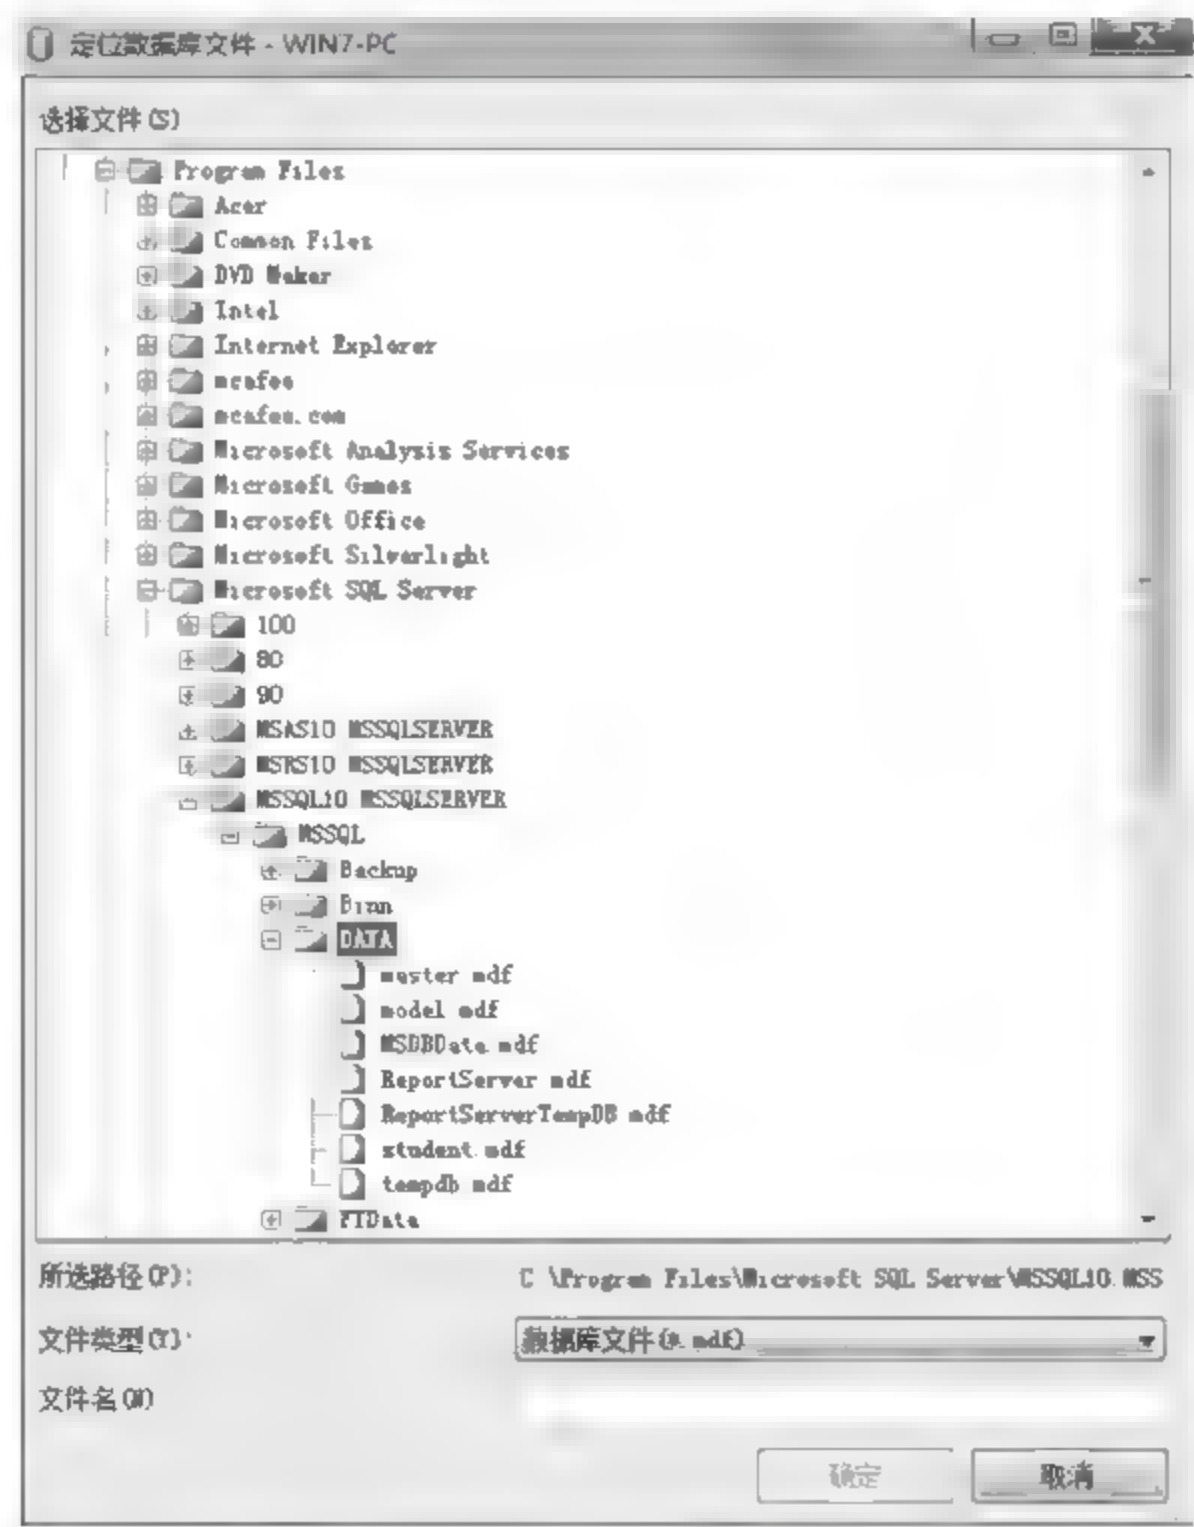 定位数据库文件 - WIN7-PC
选择文件(S)
Program Files
Acer
Common Files
DVD Maker
Intel
Internet Explorer
mcafee
mcafee.com
Microsoft Analysis Services
Microsoft Games
Microsoft Office
Microsoft Silverlight
Microsoft SQL Server
100
80
90
MSAS10 MSSQLSERVER
MSRS10 MSSQLSERVER
MSSQL10 MSSQLSERVER
MSSQL
Backup
Binn
DATA
master mdf
model mdf
MSDBData mdf
ReportServer mdf
ReportServerTempDB mdf
student.mdf
tempdb mdf
FTData
所选路径(P): C \Program Files\Microsoft SQL Server\MSSQL10 MSS
文件类型(T): 数据库文件(*.mdf)
文件名(N)
确定 取消